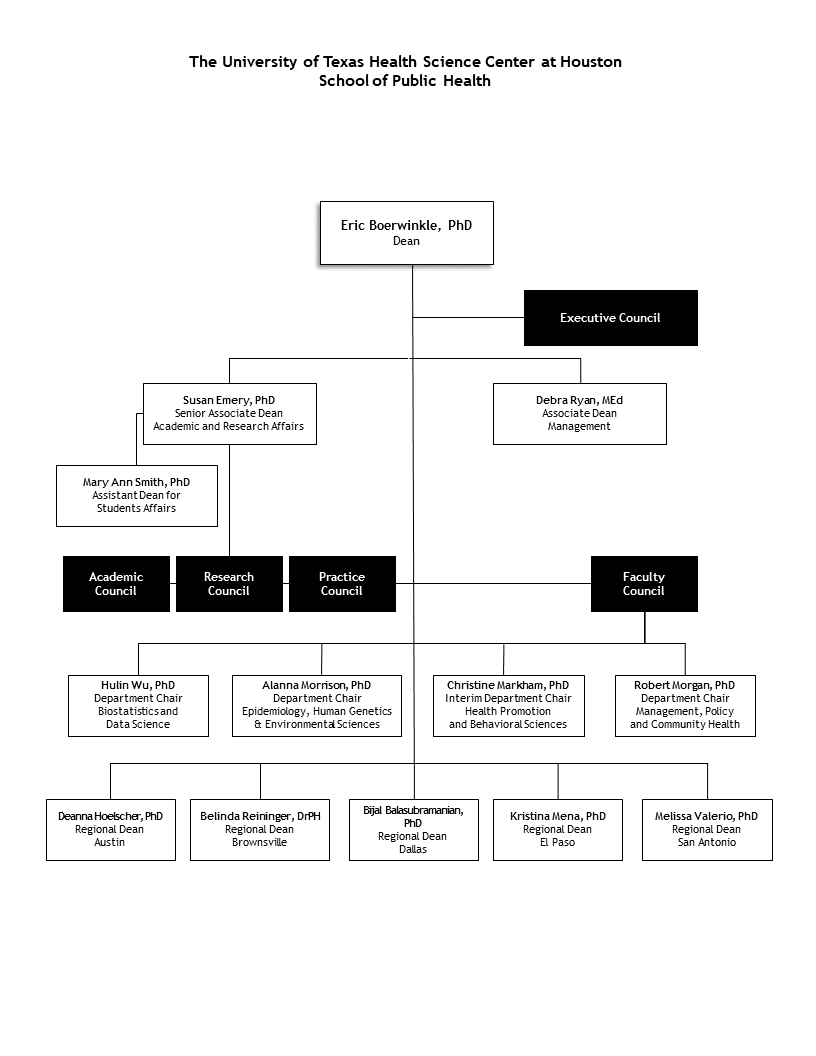 The University of Texas Health Science Center at Houston
School of Public Health
Eric Boerwinkle, PhD
Dean
Executive Council
Susan Emery, PhD
Senior Associate Dean
Academic and Research Affairs
Debra Ryan, MEd
Associate Dean
Management
Mary Ann Smith, PhD
Assistant Dean for
Students Affairs
Academic
Council
Research
Council
Practice
Council
Faculty
Council
Hulin Wu, PhD
Department Chair
Biostatistics and
Data Science
Alanna Morrison, PhD
Department Chair
Epidemiology, Human Genetics
& Environmental Sciences
Christine Markham, PhD
Interim Department Chair
Health Promotion
and Behavioral Sciences
Robert Morgan, PhD
Department Chair
Management, Policy
and Community Health
Deanna Hoelscher, PhD
Regional Dean
Austin
Belinda Reininger, DrPH
Regional Dean
Brownsville
Bijal Balasubramanian,
PhD
Regional Dean
Dallas
Kristina Mena, PhD
Regional Dean
El Paso
Melissa Valerio, PhD
Regional Dean
San Antonio